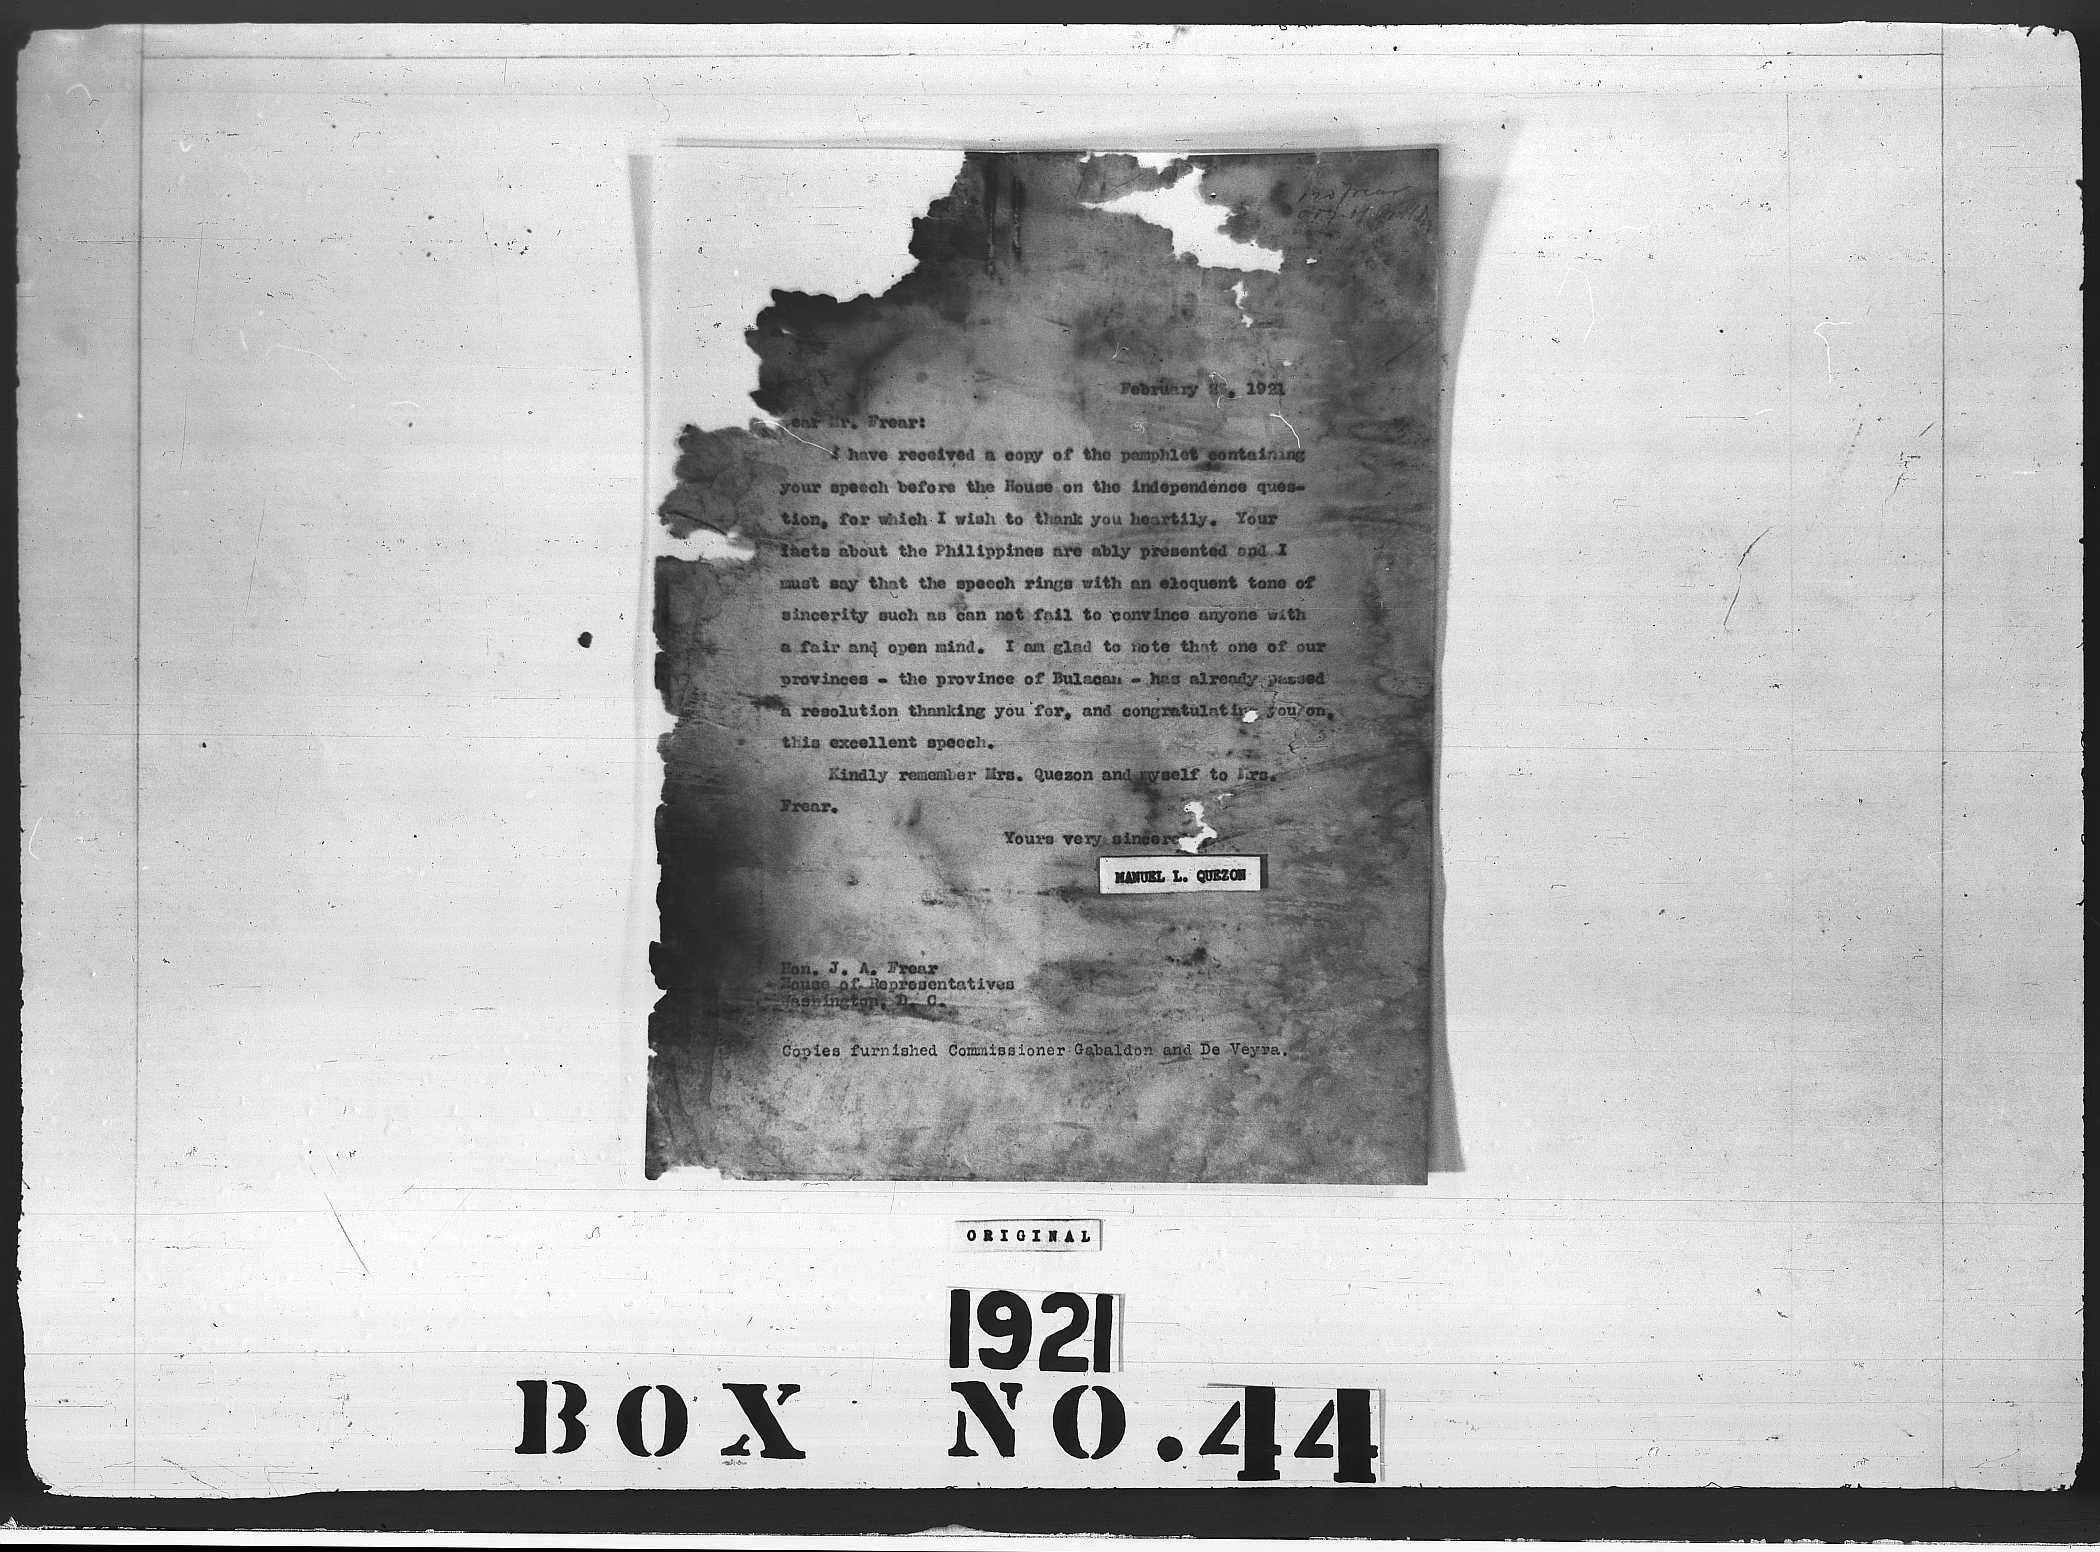 February , 1921
ear Mr. Frear:
I have received a copy of the pamphlet containing
your speech before the House on the independence ques-
tion, for which I wish to thank you heartily. Your
facts about the Philippines are ably presented and I
must say that the speech rings with an eloquent tone of
sincerity such as can not fail to convince anyone with
a fair and open mind. I am glad to note that one of our
provinces - the province of Bulacan - has already passed
a resolution thanking you for, and congratulating you on,
this excellent speech.
Kindly remember Mrs. Quezon and myself to Mrs.
Frear.
Yours very sincere
MANUEL L. QUEZON
Hon. J. A. Frear
House of Representatives
Washington, D. C.
Copies furnished Commissioner Gabaldon and De Veyra.
ORIGINAL
1921
BOX NO.44